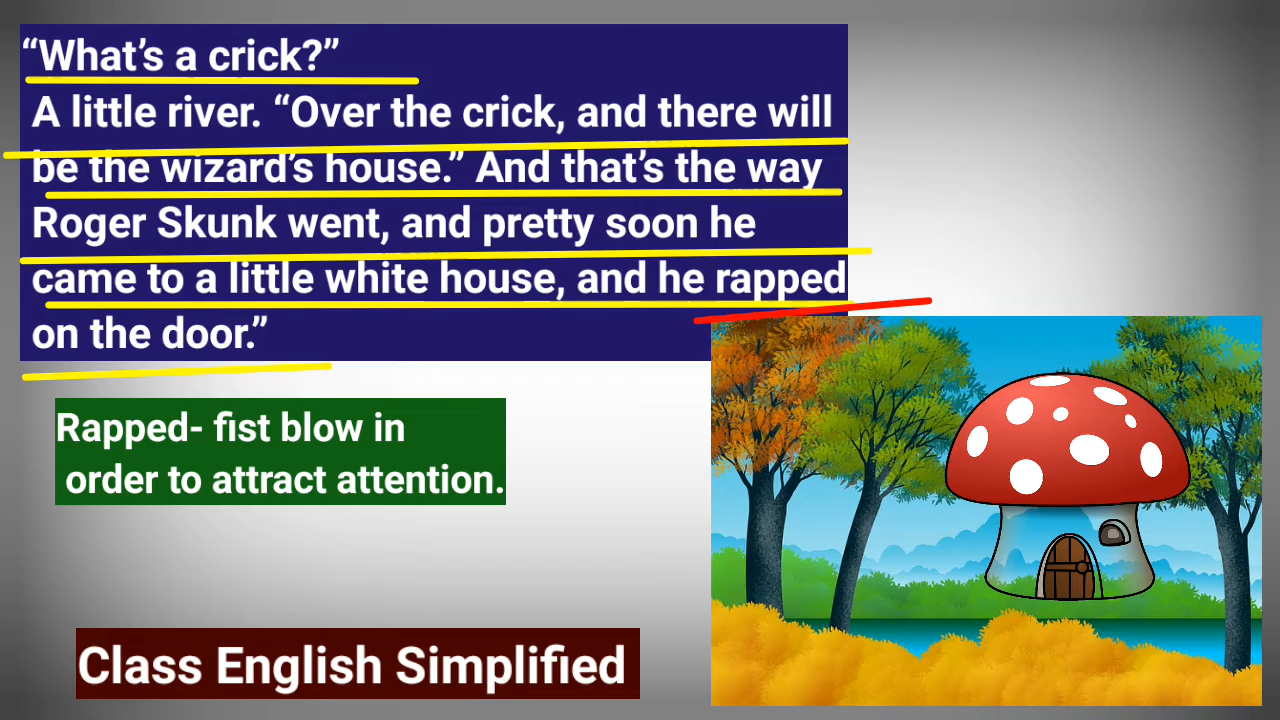 “What’s a crick?”
A little river. “Over the crick, and there will
be the wizard’s house.” And that’s the way
Roger Skunk went, and pretty soon he
came to a little white house, and he rapped
on the door.”
Rapped- fist blow in
order to attract attention.
Class English Simplified